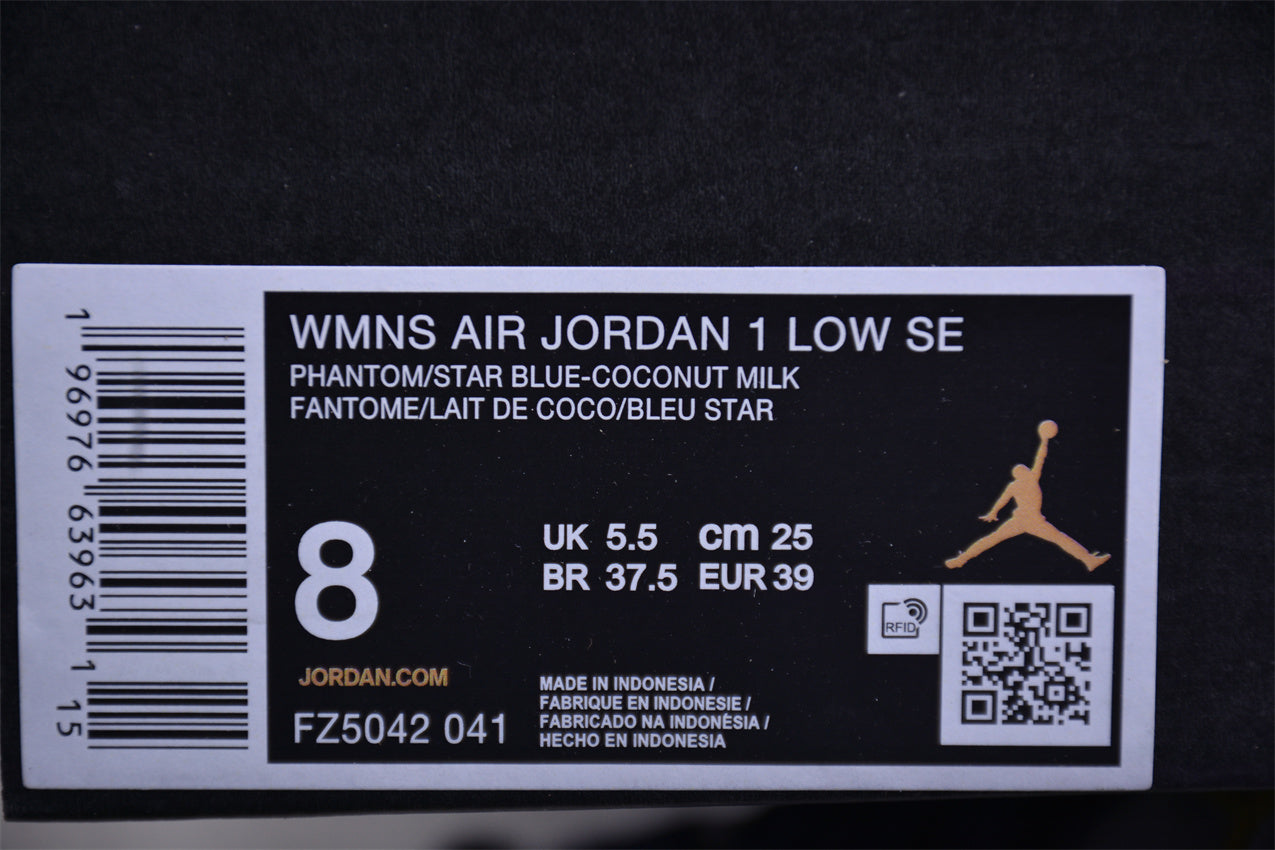 WMNS AIR JORDAN 1 LOW SE
PHANTOM/STAR BLUE-COCONUT MILK
FANTOME/LAIT DE COCO/BLEU STAR
8
UK 5.5 cm 25
BR 37.5 EUR 39
RFID
JORDAN.COM
FZ5042 041
MADE IN INDONESIA /
FABRIQUE EN INDONESIE /
FABRICADO NA INDONÉSIA /
HECHO EN INDONESIA
1 96976 63963 1 15